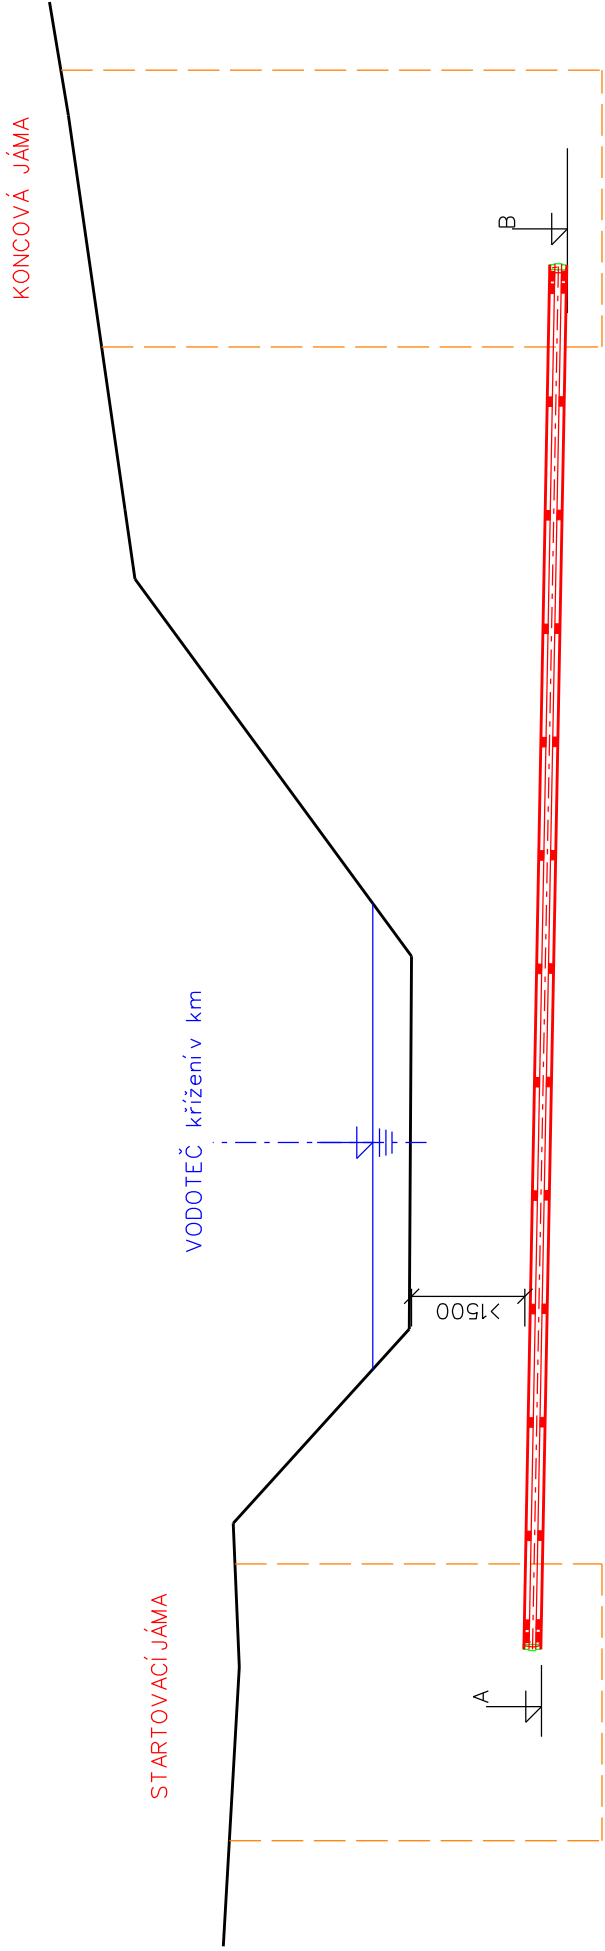 STARTOVACÍ JÁMA
A
>1500
VODOTEČ křížení v km
B
KONCOVÁ JÁMA